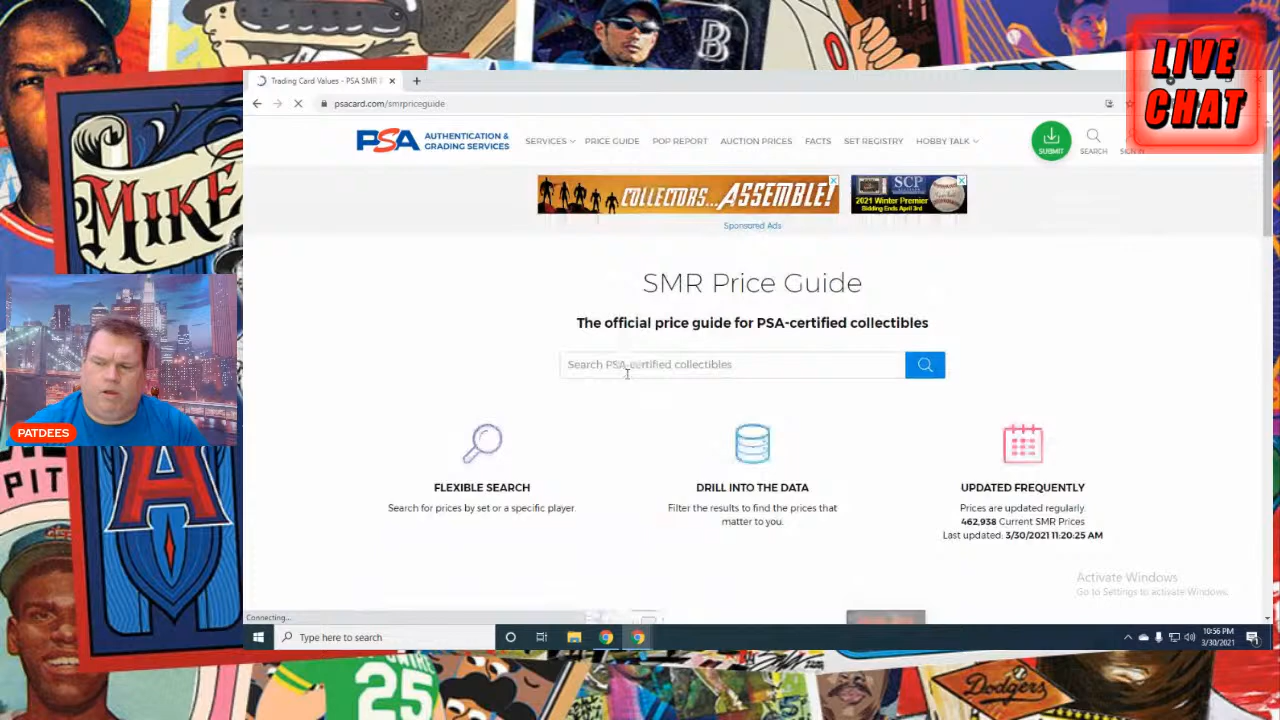 LIVE
CHAT
Trading Card Values - PSA SMR
psacard.com/smrpriceguide
PSA AUTHENTICATION &
GRADING SERVICES
SERVICES PRICE GUIDE POP REPORT AUCTION PRICES FACTS SET REGISTRY HOBBY TALK
SUBMIT SEARCH SIGN IN
COLLECTORS...ASSEMBLE!
SCP
2021 Winter Premier
Bidding Ends April 3rd
Sponsored Ads
SMR Price Guide
The official price guide for PSA-certified collectibles
Search PSA-certified collectibles
FLEXIBLE SEARCH
Search for prices by set or a specific player.
DRILL INTO THE DATA
Filter the results to find the prices that
matter to you.
UPDATED FREQUENTLY
Prices are updated regularly.
462,938 Current SMR Prices
Last updated: 3/30/2021 11:20:25 AM
Activate Windows
Go to Settings to activate Windows.
Connecting...
Type here to search
10:56 PM
3/30/2021
MIKE
PATDEES
PIT
A
B
25
Dodgers